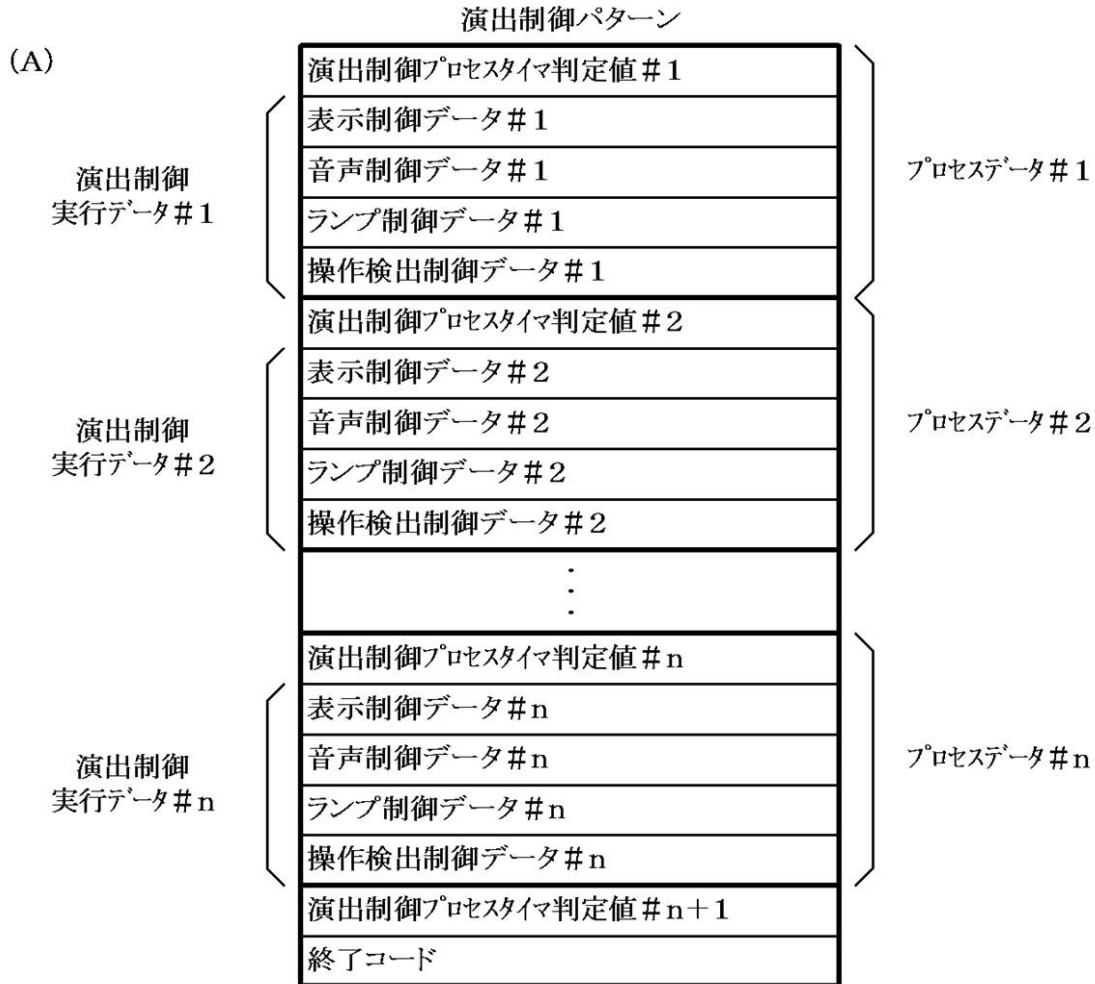 演出制御パターン
(A)
演出制御プロセスタイマ判定値＃1
表示制御データ＃1
音声制御データ＃1
ランプ制御データ＃1
操作検出制御データ＃1
演出制御
実行データ＃1
プロセスデータ＃1
演出制御プロセスタイマ判定値＃2
表示制御データ＃2
音声制御データ＃2
ランプ制御データ＃2
操作検出制御データ＃2
演出制御
実行データ＃2
プロセスデータ＃2
・・・
演出制御プロセスタイマ判定値＃n
表示制御データ＃n
音声制御データ＃n
ランプ制御データ＃n
操作検出制御データ＃n
演出制御
実行データ＃n
プロセスデータ＃n
演出制御プロセスタイマ判定値＃n＋1
終了コード